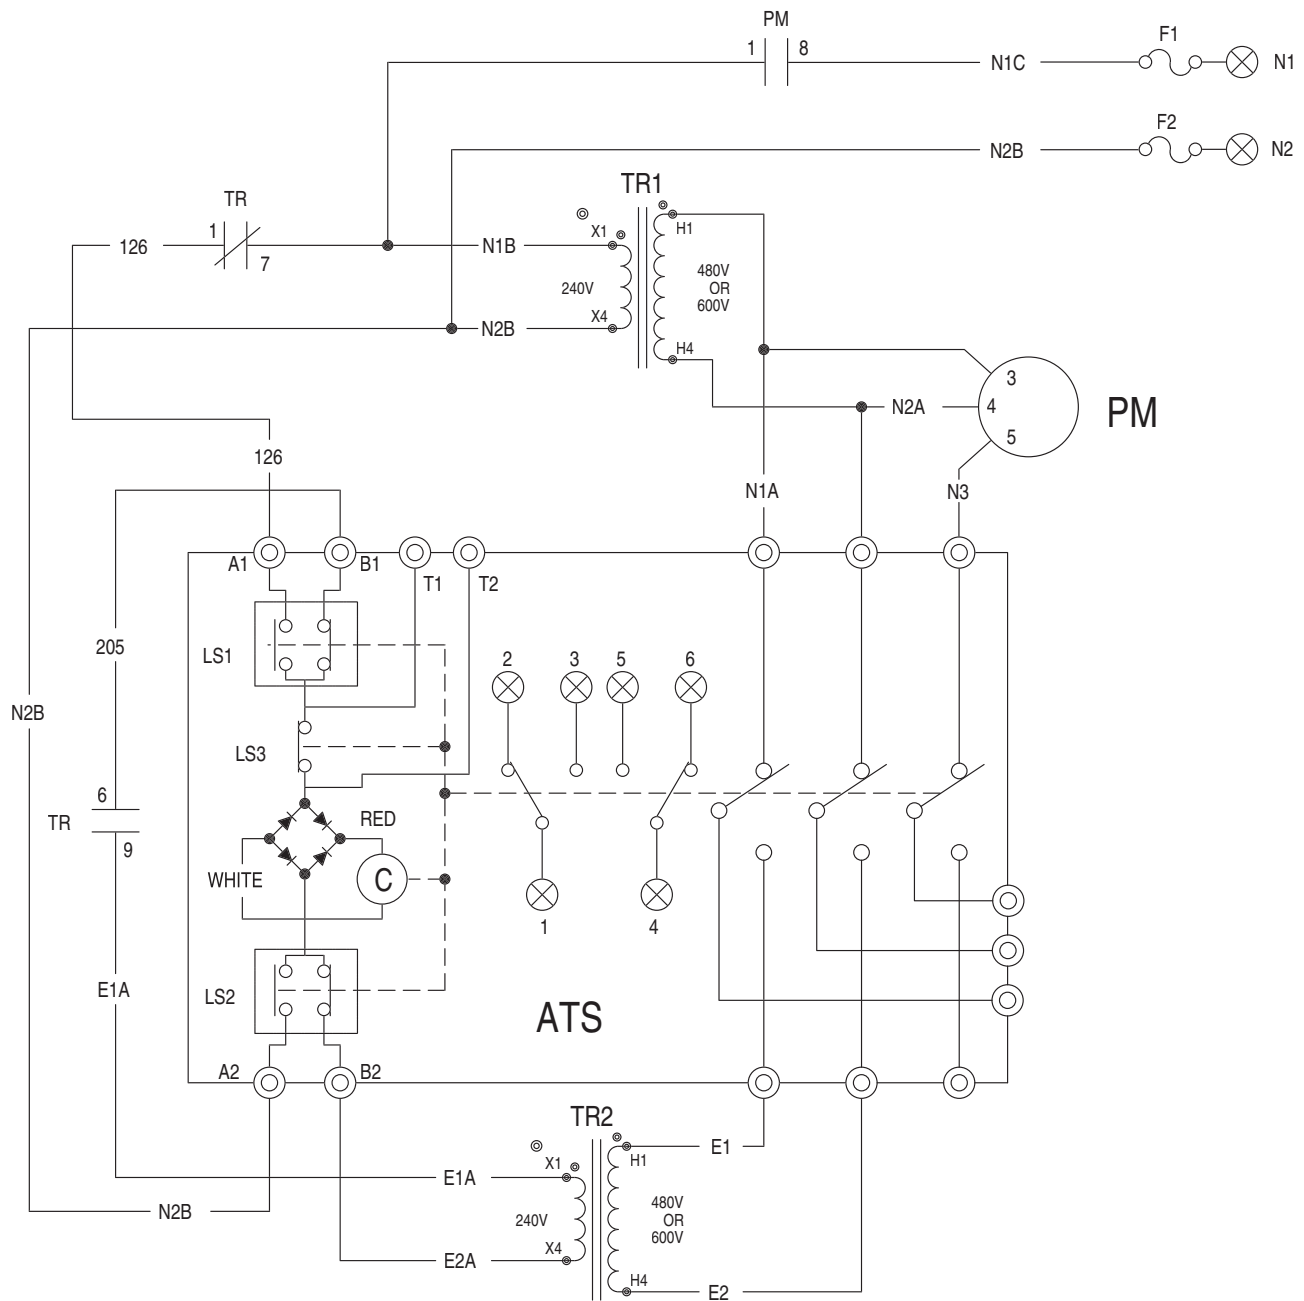 PM
1 8
N1C
F1
N1
F2
N2B
N2
TR1
TR
1
7
126
N1B
X1
H1
240V
480V
OR
600V
N2B
X4
H4
3
4
5
N2A
PM
126
N1A
N3
A1
B1
T1
T2
205
LS1
2
3
5
6
N2B
LS3
6
TR
9
RED
WHITE
C
1
4
E1A
LS2
ATS
A2
B2
TR2
E1
X1
H1
E1A
240V
480V
OR
600V
N2B
X4
E2A
H4
E2